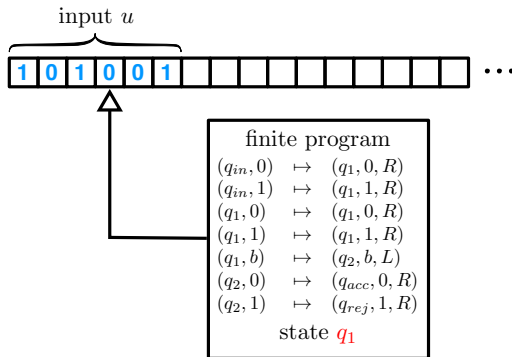 input u
1 0 1 0 0 1
...
finite program
(q_in, 0) ↦ (q_1, 0, R)
(q_in, 1) ↦ (q_1, 1, R)
(q_1, 0) ↦ (q_1, 0, R)
(q_1, 1) ↦ (q_1, 1, R)
(q_1, b) ↦ (q_2, b, L)
(q_2, 0) ↦ (q_acc, 0, R)
(q_2, 1) ↦ (q_rej, 1, R)
state q_1